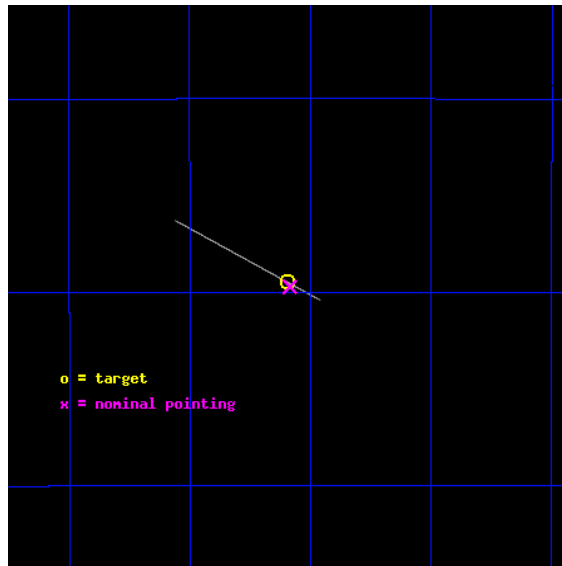 o = target
x = nominal pointing